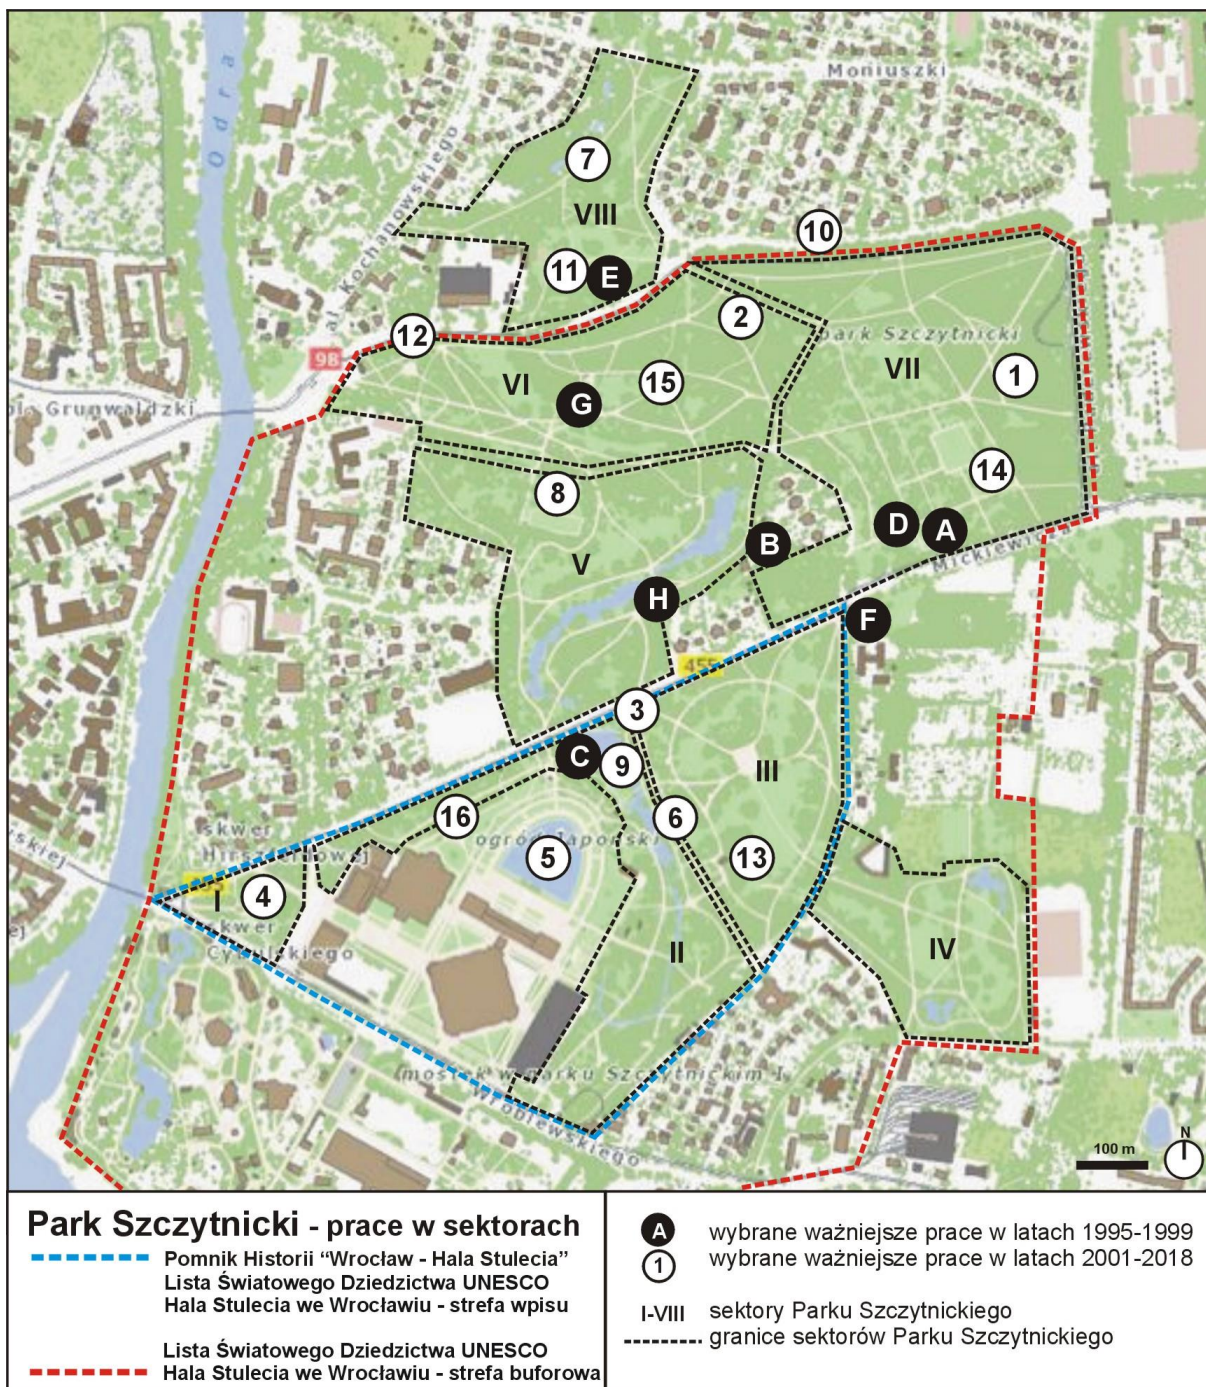 Moniuszki
Odra
al. Kochanowskiego
7
VIII
10
11
E
12
98
2
park Szczytnicki
VII
1
VI
15
G
Grunwaldzki
14
8
D
A
B
V
Mickiewicza
H
F
455
3
C
9
III
16
6
skwer
ogród Japoński
5
13
I
4
skwer
II
IV
mostek w parku Szczytnickim I
Wróblewskiego
100 m
N
Park Szczytnicki - prace w sektorach
Pomnik Historii “Wrocław - Hala Stulecia”
Lista Światowego Dziedzictwa UNESCO
Hala Stulecia we Wrocławiu - strefa wpisu
Lista Światowego Dziedzictwa UNESCO
Hala Stulecia we Wrocławiu - strefa buforowa
A wybrane ważniejsze prace w latach 1995-1999
1 wybrane ważniejsze prace w latach 2001-2018
I-VIII sektory Parku Szczytnickiego
granice sektorów Parku Szczytnickiego